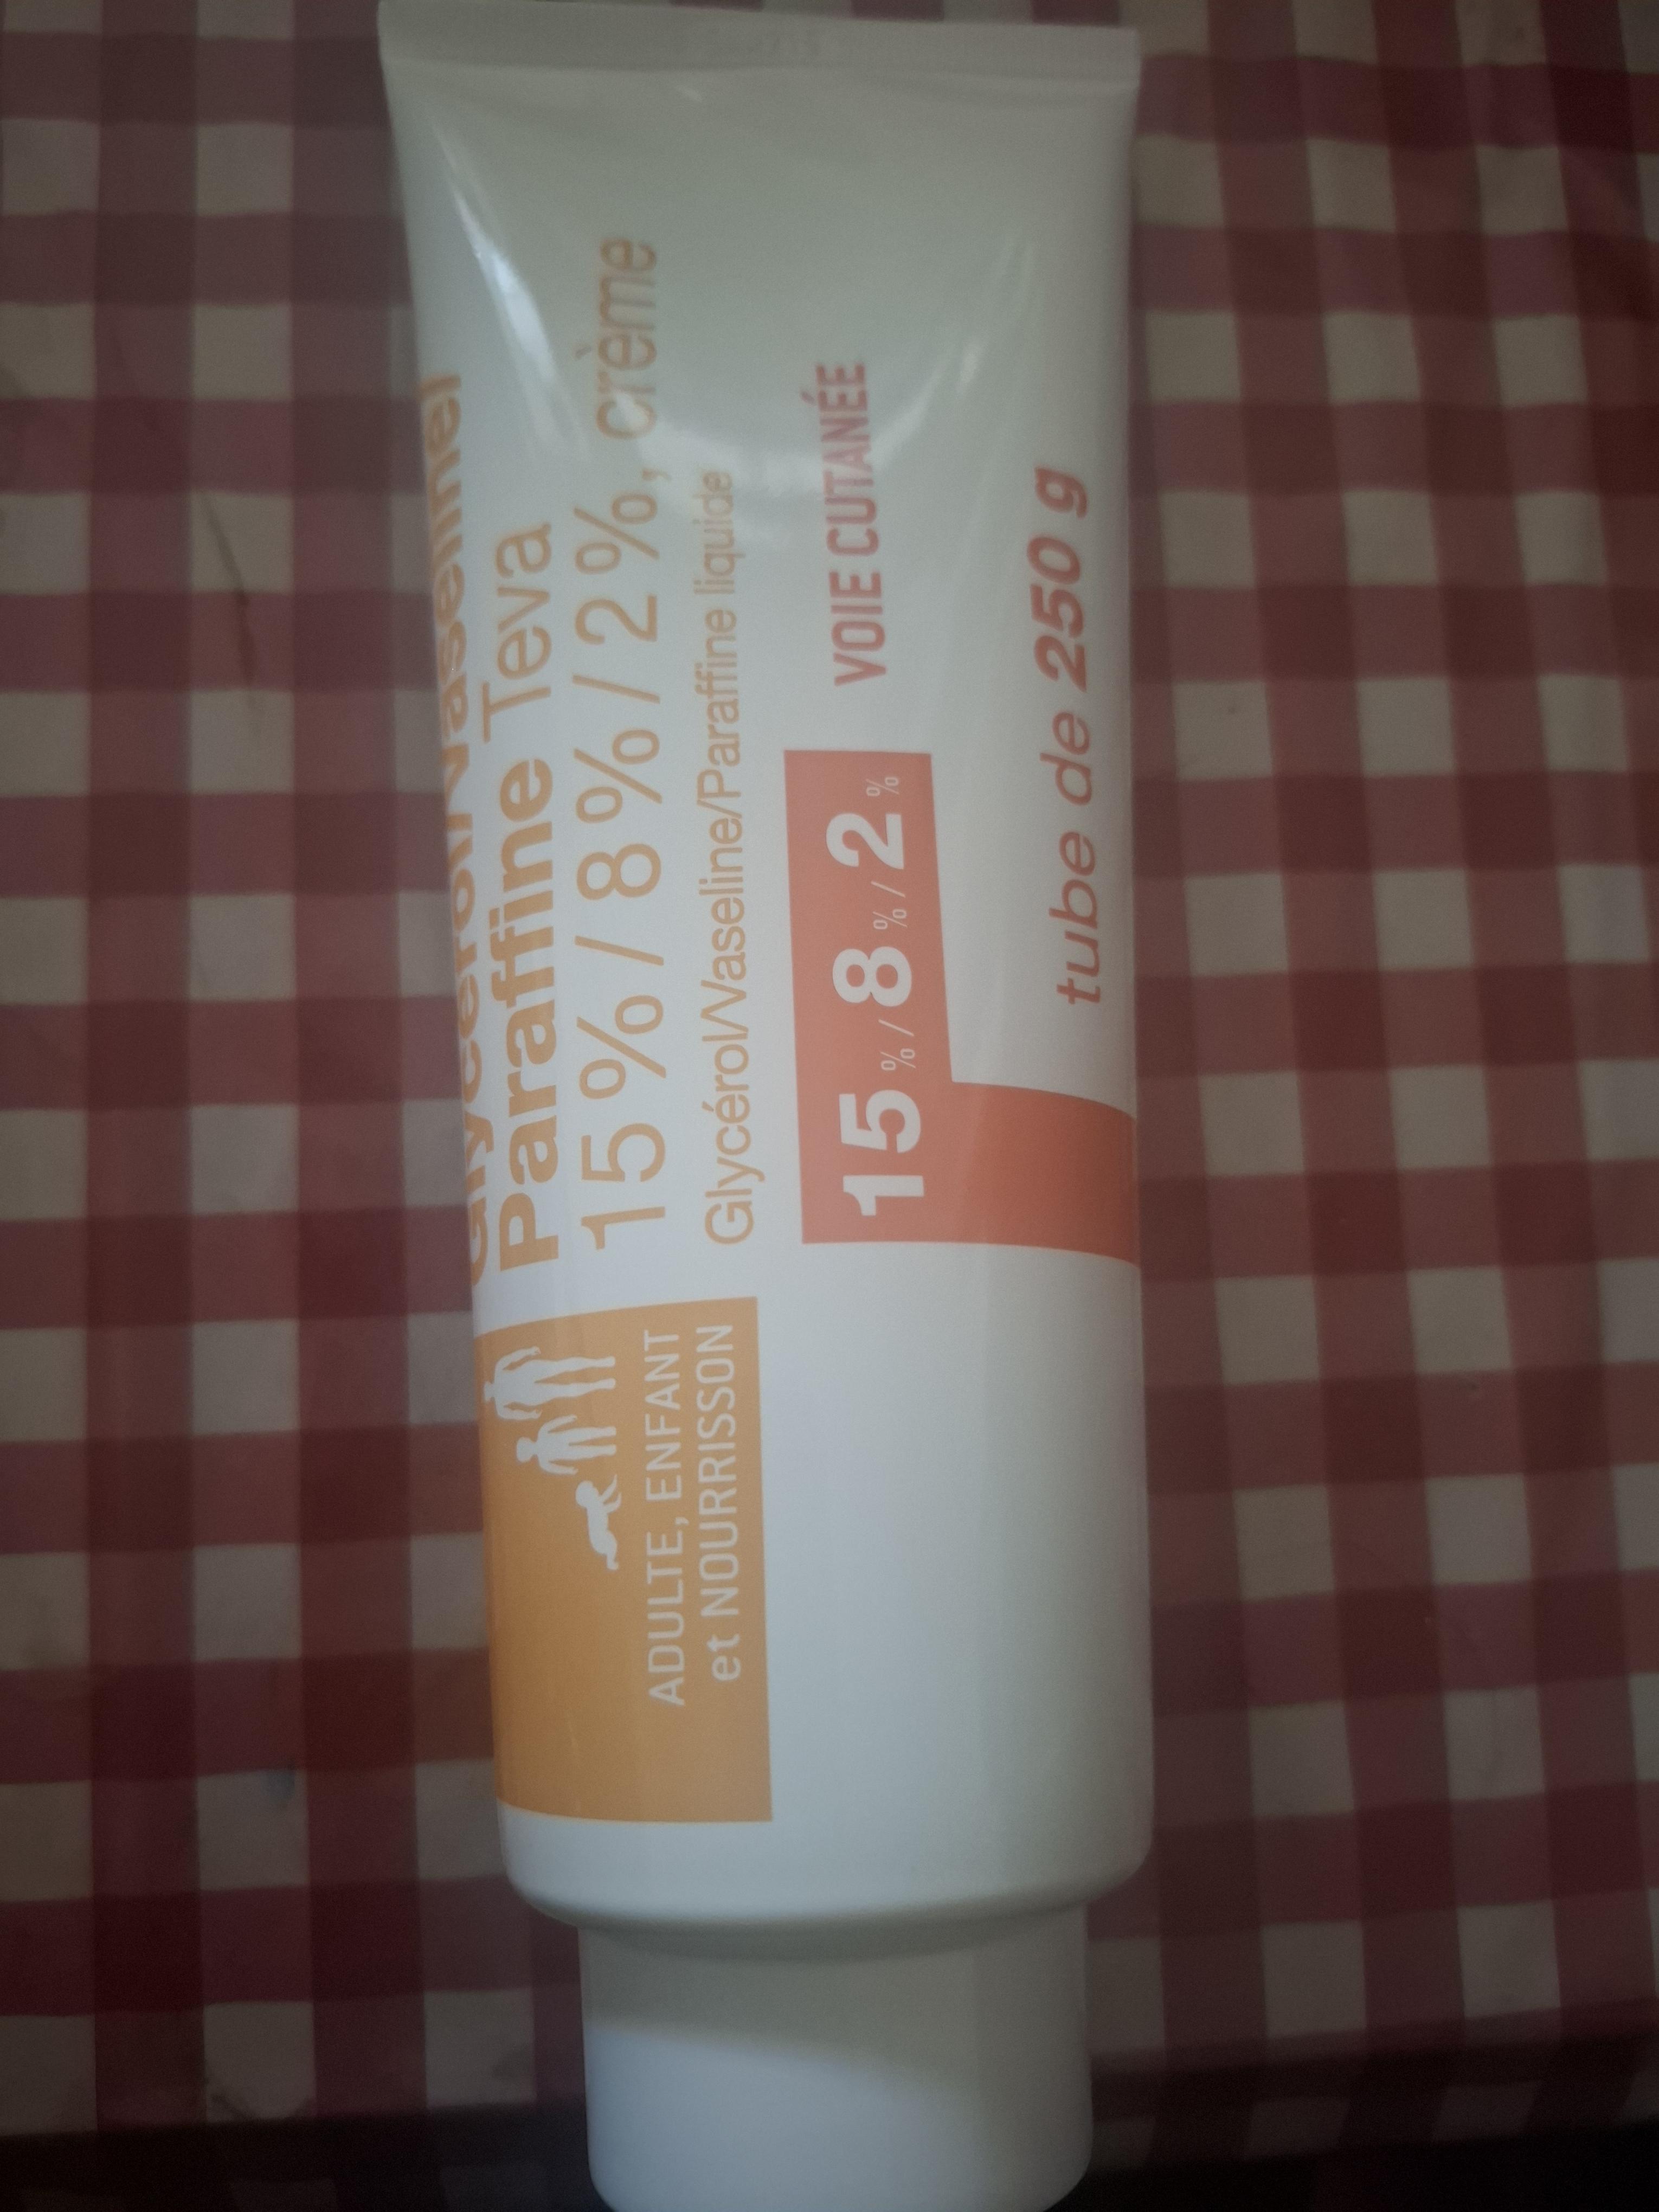 Glycérol/Vaseline/
Paraffine Teva
15%/8%/2%, crème
Glycérol/Vaseline/Paraffine liquide
15%/8%/2%
VOIE CUTANÉE
tube de 250 g
ADULTE, ENFANT
et NOURRISSON